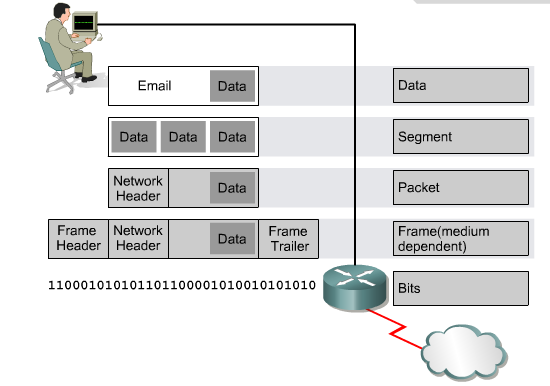 Email Data Data
Data Data Data Segment
Network
Header Data Packet
Frame
Header Network
Header Data Frame
Trailer Frame(medium
dependent)
110001010101101100001010010101010 Bits